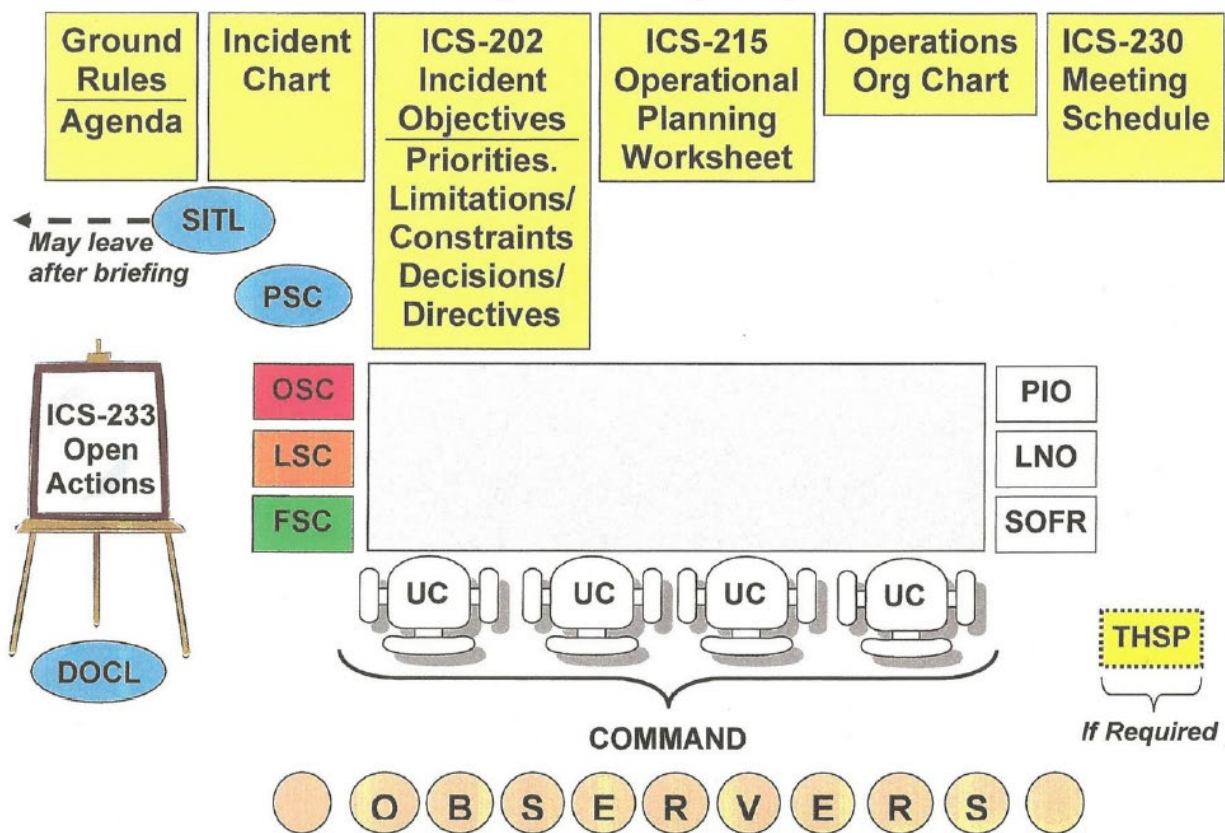 Ground
Rules
Agenda
Incident
Chart
ICS-202
Incident
Objectives
Priorities.
Limitations/
Constraints
Decisions/
Directives
ICS-215
Operational
Planning
Worksheet
Operations
Org Chart
ICS-230
Meeting
Schedule
SITL
May leave
after briefing
PSC
ICS-233
Open
Actions
OSC
LSC
FSC
PIO
LNO
SOFR
UC UC UC UC
DOCL
THSP
If Required
COMMAND
O B S E R V E R S